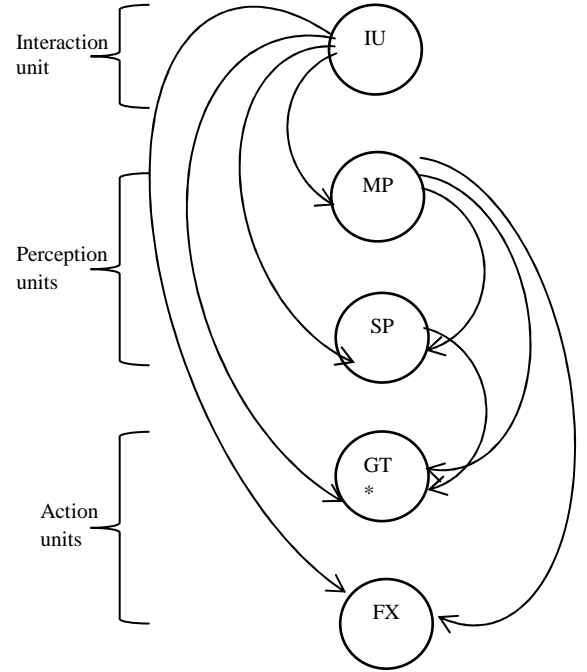 Interaction
unit
IU
MP
Perception
units
SP
GT
*
Action
units
FX